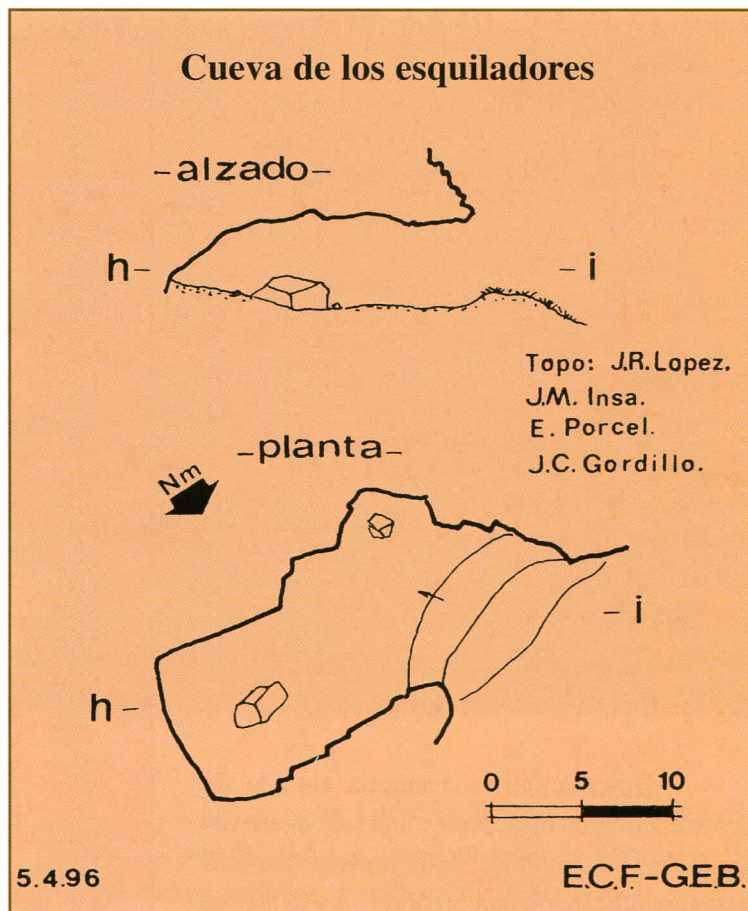 Cueva de los esquiladores
-alzado-
h- -i
Topo: J.R.Lopez.
J.M. Insa.
E. Porcel.
J.C. Gordillo.
-planta-
Nm
-i
h-
0 5 10
5.4.96 E.C.F.-G.E.B.